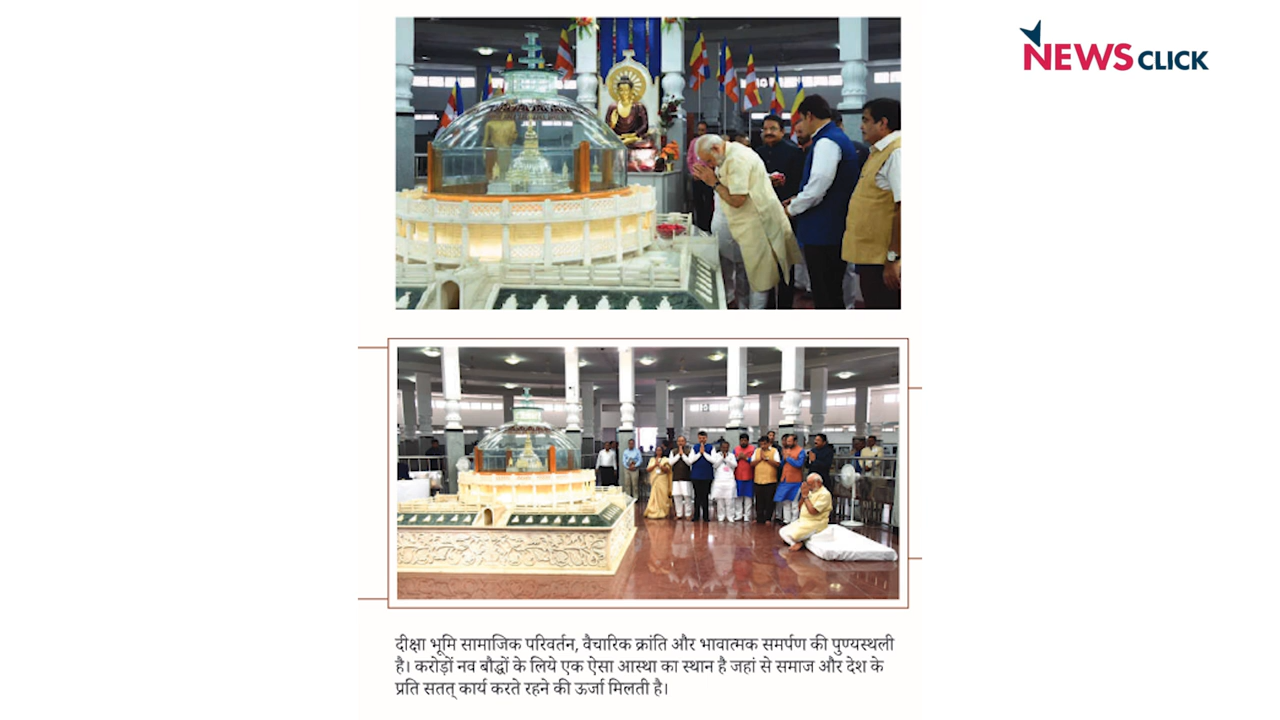 NEWS CLICK
दीक्षा भूमि सामाजिक परिवर्तन, वैचारिक क्रांति और भावात्मक समर्पण की पुण्यस्थली
है। करोड़ों नव बौद्धों के लिये एक ऐसा आस्था का स्थान है जहां से समाज और देश के
प्रति सतत् कार्य करते रहने की ऊर्जा मिलती है।